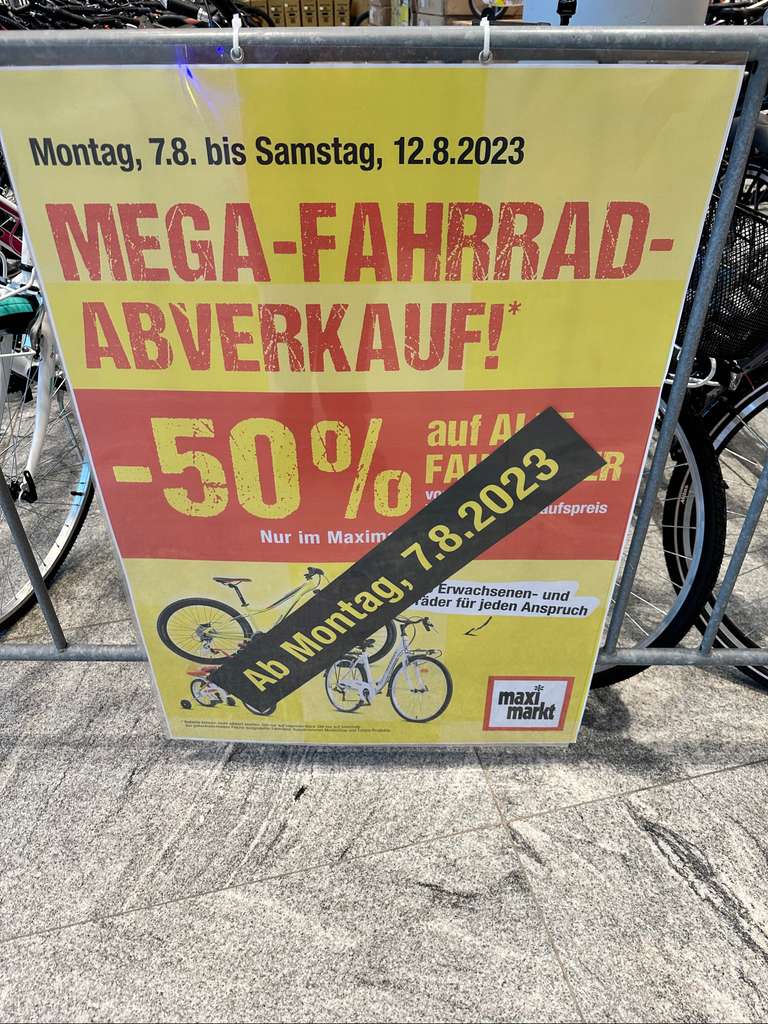 Montag, 7.8. bis Samstag, 12.8.2023
MEGA-FAHRRAD-
ABVERKAUF!*
-50%
auf
Nur im
Ab Montag, 7.8.2023
Erwachsenen- und
für jeden Anspruch
maxi
markt